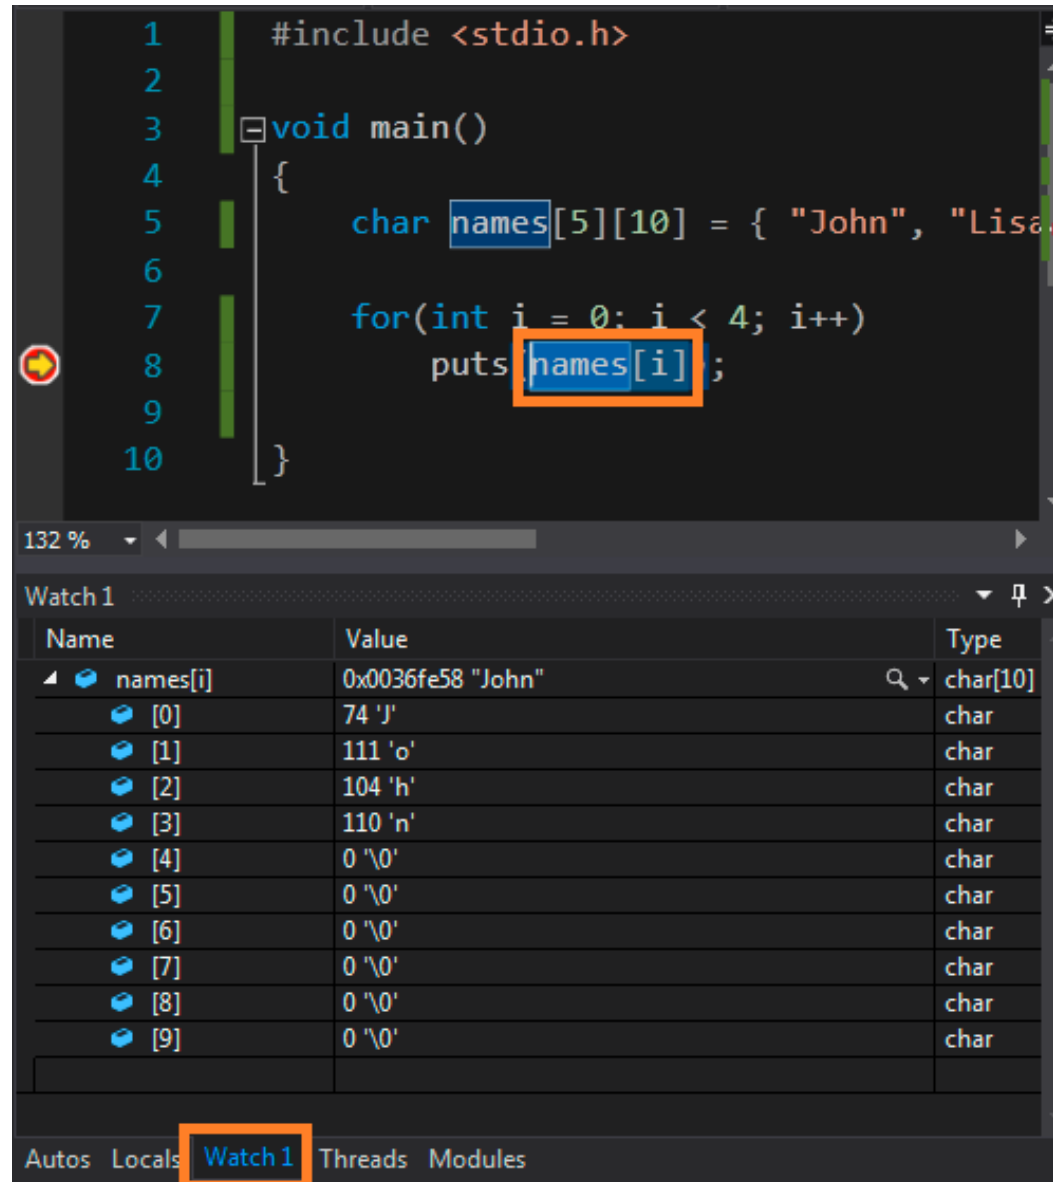 1 #include <stdio.h>
2
3 void main()
4 {
5 char names[5][10] = { "John", "Lisa
6
7 for(int i = 0; i < 4; i++)
8 puts(names[i]);
9
10 }
132 %
Watch 1
Name Value Type
names[i] 0x0036fe58 "John" char[10]
[0] 74 'J' char
[1] 111 'o' char
[2] 104 'h' char
[3] 110 'n' char
[4] 0 '\0' char
[5] 0 '\0' char
[6] 0 '\0' char
[7] 0 '\0' char
[8] 0 '\0' char
[9] 0 '\0' char
Autos Locals Watch 1 Threads Modules